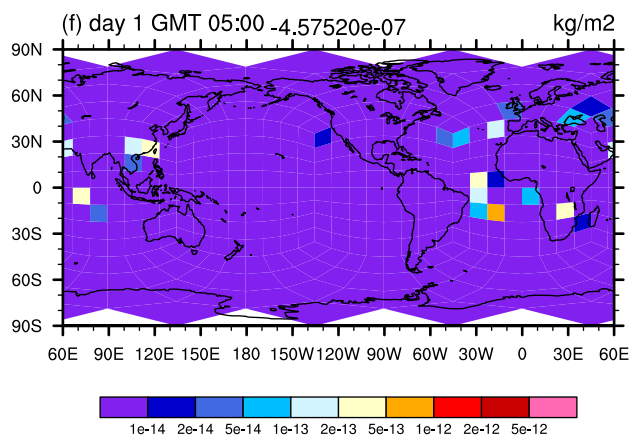 (f) day 1 GMT 05:00 -4.57520e-07 kg/m2
90N
60N
30N
0
30S
60S
90S
60E 90E 120E 150E 180 150W 120W 90W 60W 30W 0 30E 60E
1e-14 2e-14 5e-14 1e-13 2e-13 5e-13 1e-12 2e-12 5e-12